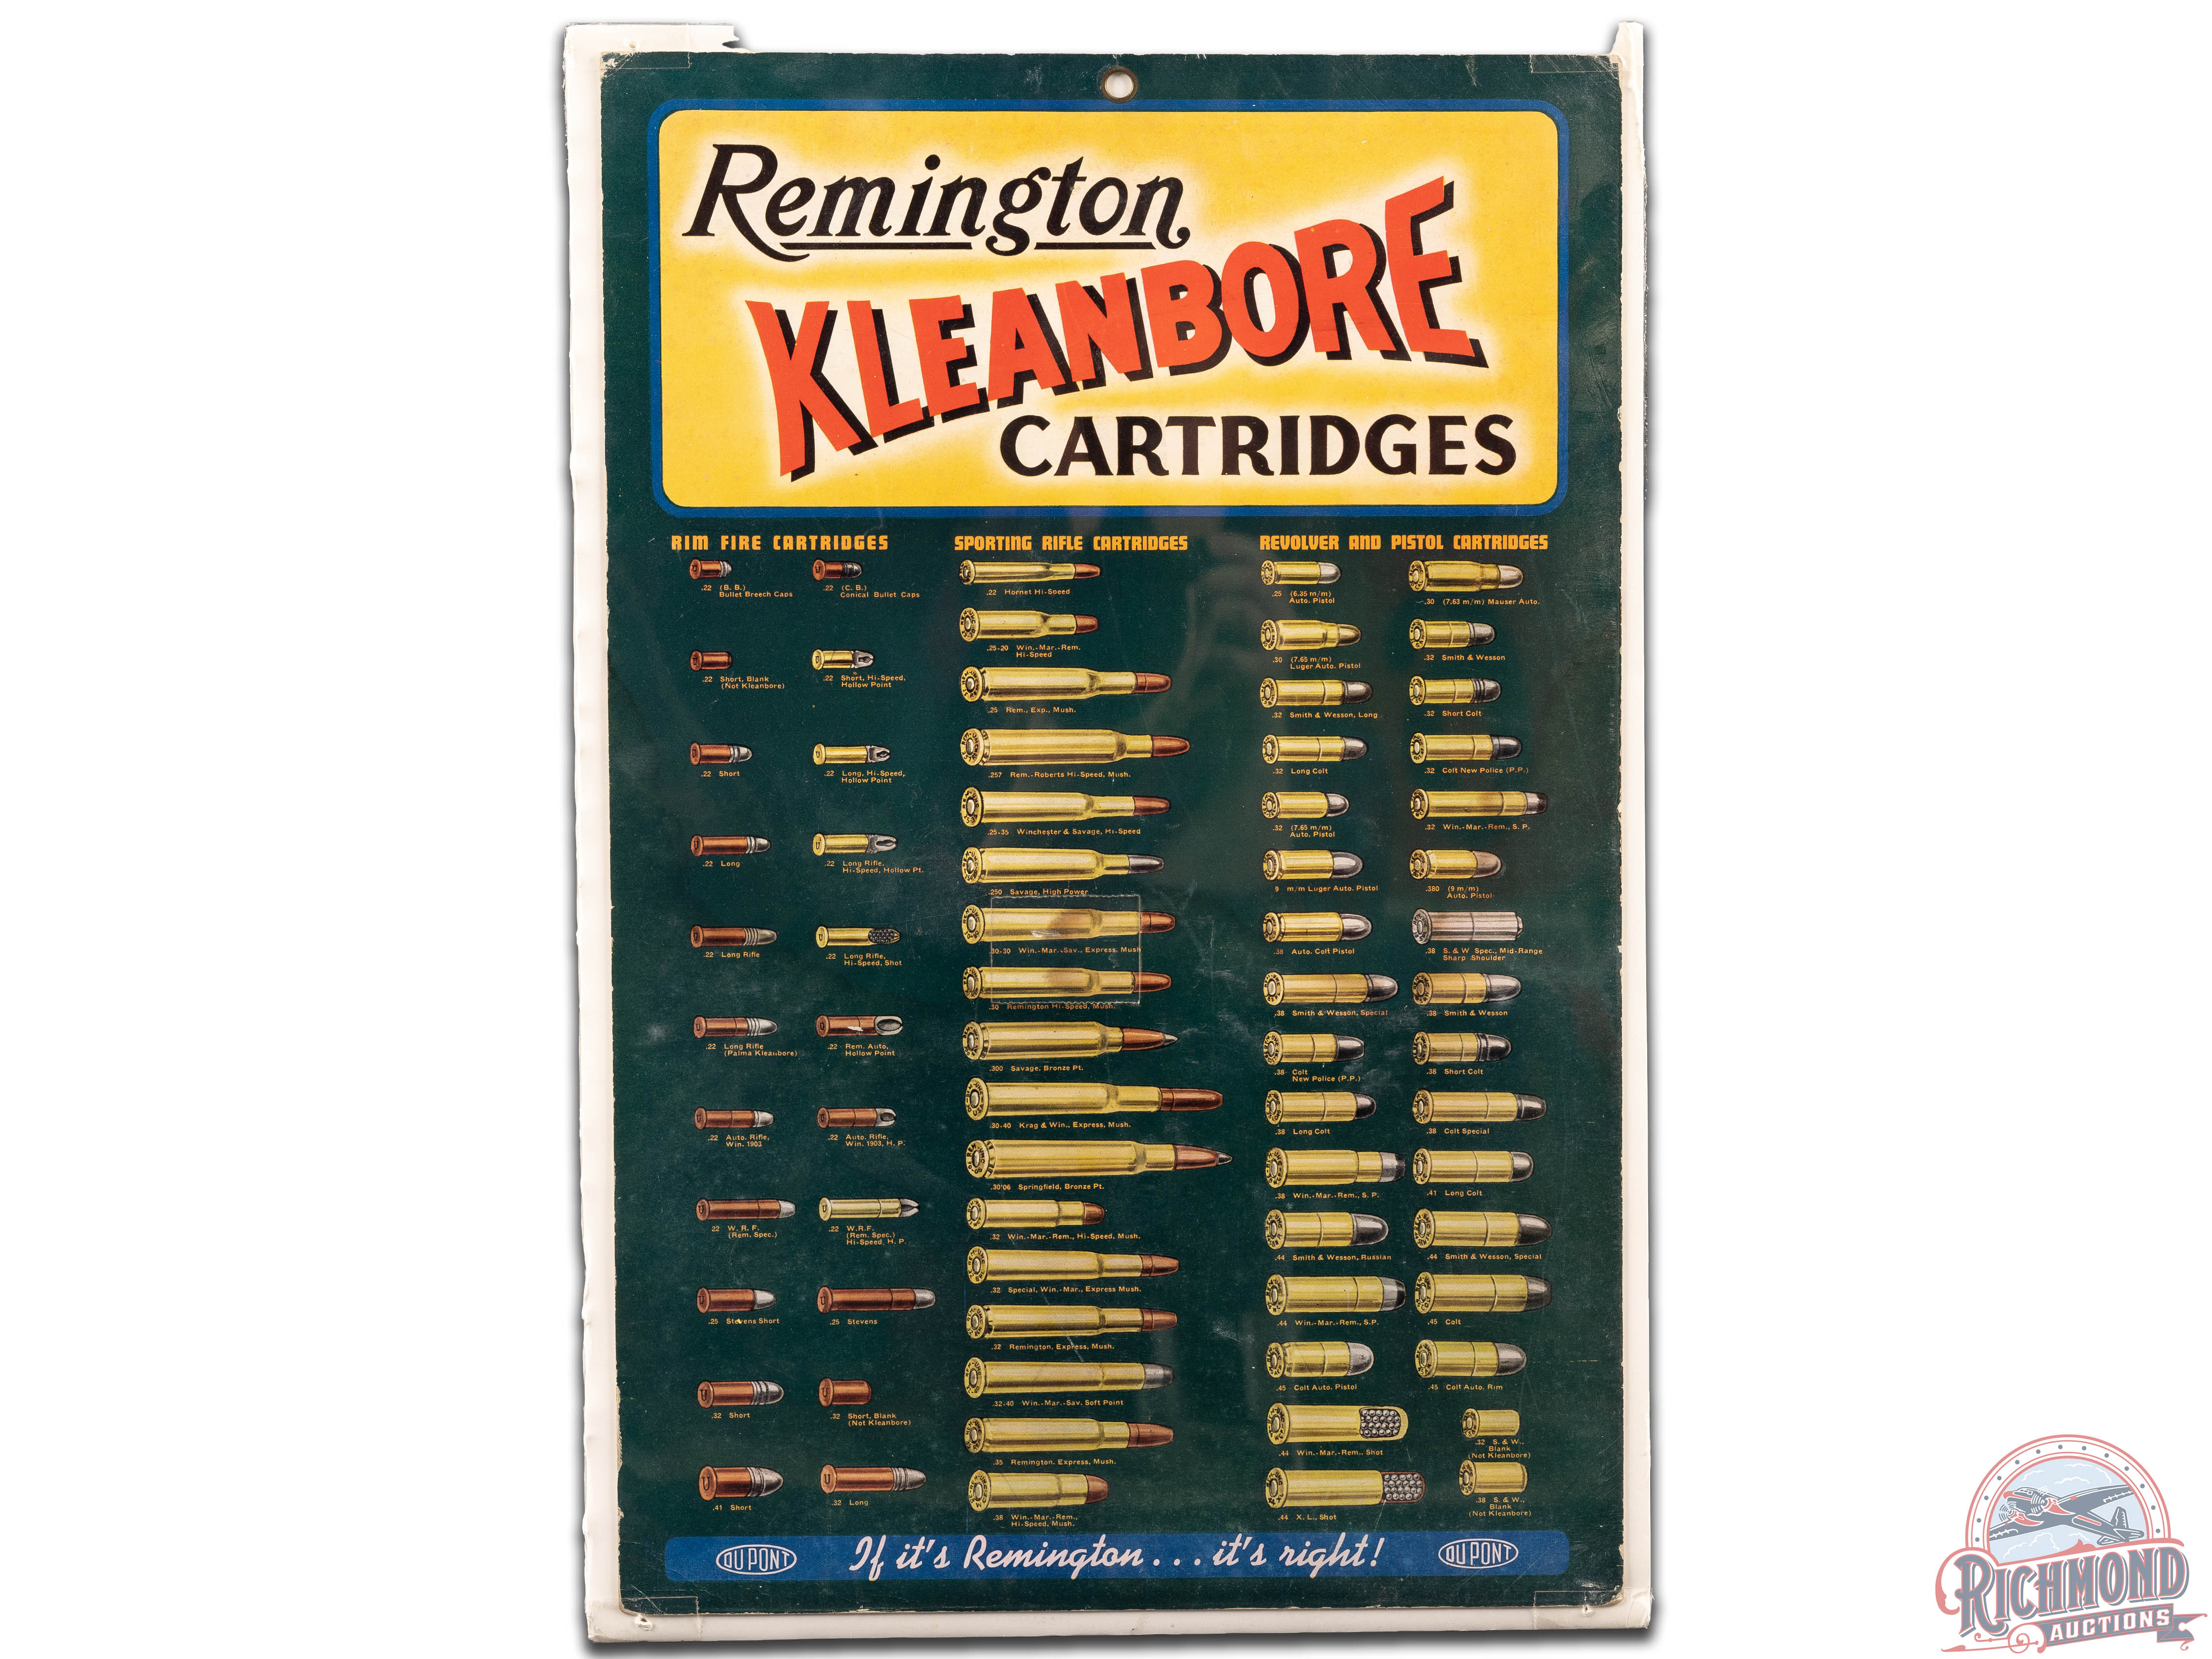 Remington
KLEANBORE
CARTRIDGES
RIM FIRE CARTRIDGES
.22 (B. B.)
Bullet Breech Caps
.22 (C. B.)
Conical Bullet Caps
.22 Short, Blank
(Not Kleanbore)
.22 Short, Hi-Speed,
Hollow Point
.22 Short
.22 Long, Hi-Speed,
Hollow Point
.22 Long
.22 Long Rifle,
Hi-Speed, Hollow Pt.
.22 Long Rifle
.22 Long Rifle,
Hi-Speed, Shot
.22 Long Rifle
(Palma Kleanbore)
.22 Rem. Auto,
Hollow Point
.22 Auto. Rifle,
Win. 1903
.22 Auto. Rifle,
Win. 1903, H. P.
.22 W. R. F.
(Rem. Spec.)
.22 W.R.F.
(Rem. Spec.)
Hi-Speed, H. P.
.25 Stevens Short
.25 Stevens
.32 Short
.32 Short, Blank
(Not Kleanbore)
.41 Short
.32 Long
SPORTING RIFLE CARTRIDGES
.22 Hornet Hi-Speed
.25-20 Win.-Mar.-Rem.
Hi-Speed
.25 Rem., Exp., Mush.
.257 Rem.-Roberts Hi-Speed, Mush.
.25-35 Winchester & Savage, Hi-Speed
.250 Savage, High Power
.30-30 Win.-Mar.-Sav., Express, Mush
.30 Remington Hi-Speed, Mush.
.300 Savage, Bronze Pt.
.30-40 Krag & Win., Express, Mush.
.30'06 Springfield, Bronze Pt.
.32 Win.-Mar.-Rem., Hi-Speed, Mush.
.32 Special, Win.-Mar., Express Mush.
.32 Remington, Express, Mush.
.32-40 Win.-Mar.-Sav. Soft Point
.35 Remington, Express, Mush.
.38 Win.-Mar.-Rem.,
Hi-Speed, Mush.
REVOLVER AND PISTOL CARTRIDGES
.25 (6.35 m/m)
Auto. Pistol
.30 (7.63 m/m) Mauser Auto.
.30 (7.65 m/m)
Luger Auto. Pistol
.32 Smith & Wesson
.32 Smith & Wesson, Long
.32 Short Colt
.32 Long Colt
.32 Colt New Police (P.P.)
.32 (7.65 m/m)
Auto. Pistol
.32 Win.-Mar.-Rem., S. P.
9 m/m Luger Auto. Pistol
.380 (9 m/m)
Auto. Pistol
.38 Auto. Colt Pistol
.38 S. & W. Spec., Mid-Range
Sharp Shoulder
.38 Smith & Wesson, Special
.38 Smith & Wesson
.38 Colt
New Police (P.P.)
.38 Short Colt
.38 Long Colt
.38 Colt Special
.38 Win.-Mar.-Rem., S. P.
.41 Long Colt
.44 Smith & Wesson, Russian
.44 Smith & Wesson, Special
.44 Win.-Mar.-Rem., S.P.
.45 Colt
.45 Colt Auto. Pistol
.45 Colt Auto. Rim
.44 Win.-Mar.-Rem., Shot
.32 S. & W.,
Blank
(Not Kleanbore)
.44 X. L., Shot
.38 S. & W.,
Blank
(Not Kleanbore)
DU PONT If it's Remington . . . it's right! DU PONT
RICHMOND
AUCTIONS